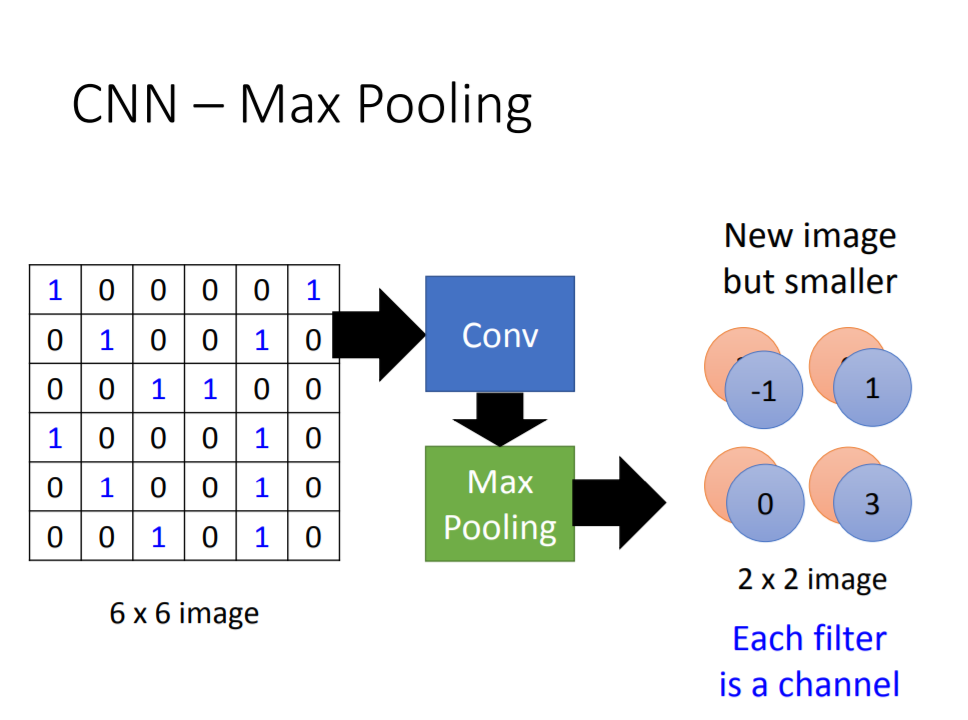 CNN – Max Pooling
1 0 0 0 0 1
0 1 0 0 1 0
0 0 1 1 0 0
1 0 0 0 1 0
0 1 0 0 1 0
0 0 1 0 1 0
6 x 6 image
Conv
Max
Pooling
New image
but smaller
-1 1
0 3
2 x 2 image
Each filter
is a channel